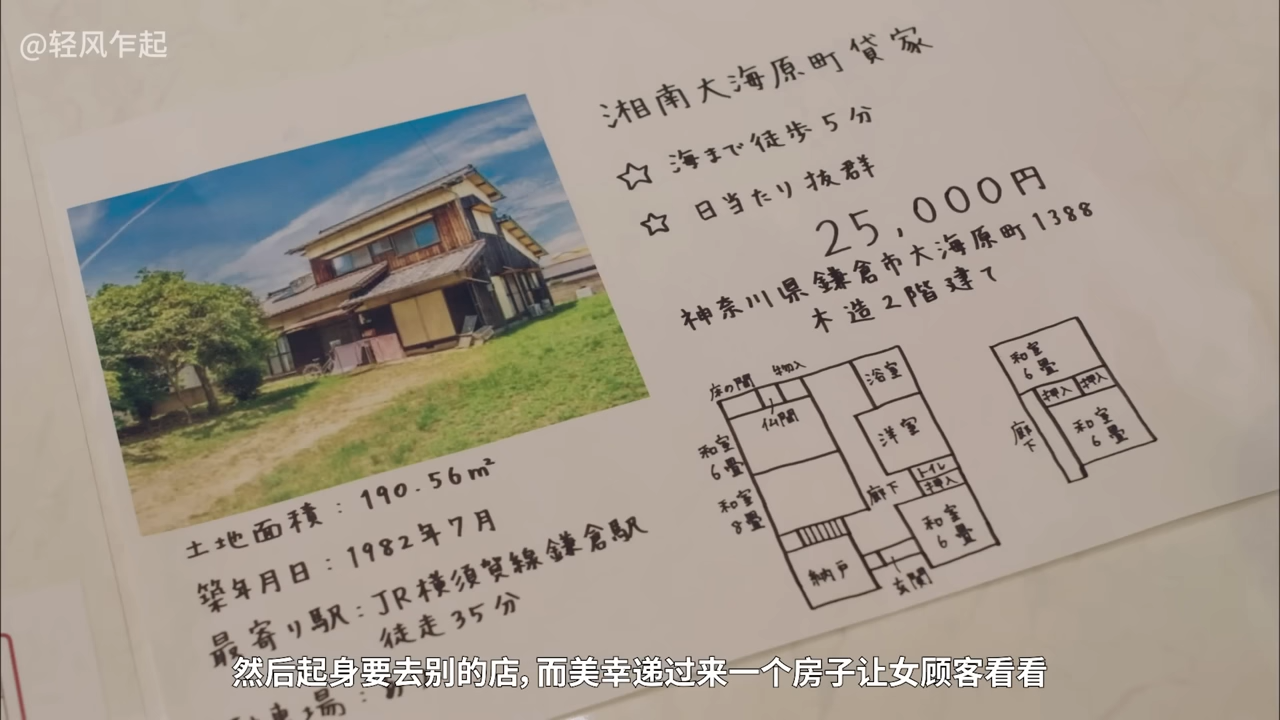 @轻风乍起
湘南大海原町貸家
☆ 海まで徒歩5分
☆ 日当たり抜群
25,000円
神奈川県鎌倉市大海原町1388
木造2階建て
土地面積：190.56m²
築年月日：1982年7月
最寄り駅：JR横須賀線鎌倉駅
徒走35分
床の間
物入
仏間
和室
6畳
和室
8畳
納戸
浴室
洋室
トイレ
押入
廊下
和室
6畳
玄関
和室
6畳
押入
押入
廊下
和室
6畳
然后起身要去别的店,而美幸递过来一个房子让女顾客看看